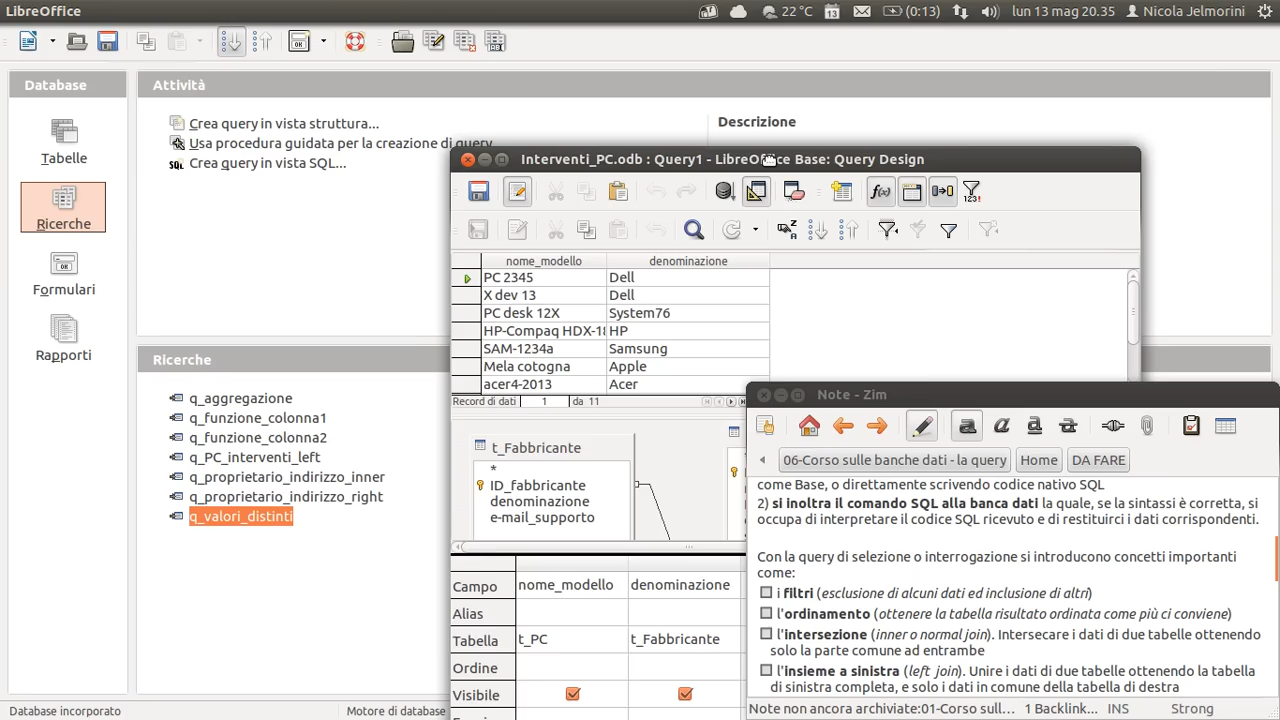 LibreOffice
22 °C
13
(0:13)
lun 13 mag 20.35
Nicola Jelmorini
Database
Attività
Tabelle
Ricerche
Formulari
Rapporti
Crea query in vista struttura...
Usa procedura guidata per la creazione di query
SQL
Crea query in vista SQL...
Descrizione
Ricerche
q_aggregazione
q_funzione_colonna1
q_funzione_colonna2
q_PC_interventi_left
q_proprietario_indirizzo_inner
q_proprietario_indirizzo_right
q_valori_distinti
Database incorporato
Motore di database
Interventi_PC.odb : Query1 - LibreOffice Base: Query Design
nome_modello denominazione
PC 2345 Dell
X dev 13 Dell
PC desk 12X System76
HP-Compaq HDX-18 HP
SAM-1234a Samsung
Mela cotogna Apple
acer4-2013 Acer
Record di dati 1 da 11
t_Fabbricante
*
ID_fabbricante
denominazione
e-mail_supporto
Campo nome_modello denominazione
Alias
Tabella t_PC t_Fabbricante
Ordine
Visibile
Note - Zim
06-Corso sulle banche dati - la query
Home
DA FARE
come Base, o direttamente scrivendo codice nativo SQL
2) si inoltra il comando SQL alla banca dati la quale, se la sintassi è corretta, si
occupa di interpretare il codice SQL ricevuto e di restituirci i dati corrispondenti.
Con la query di selezione o interrogazione si introducono concetti importanti
come:
i filtri (esclusione di alcuni dati ed inclusione di altri)
l'ordinamento (ottenere la tabella risultato ordinata come più ci conviene)
l'intersezione (inner o normal join). Intersecare i dati di due tabelle ottenendo
solo la parte comune ad entrambe
l'insieme a sinistra (left join). Unire i dati di due tabelle ottenendo la tabella
di sinistra completa, e solo i dati in comune della tabella di destra
Note non ancora archiviate:01-Corso sull... 1 Backlink... INS Strong